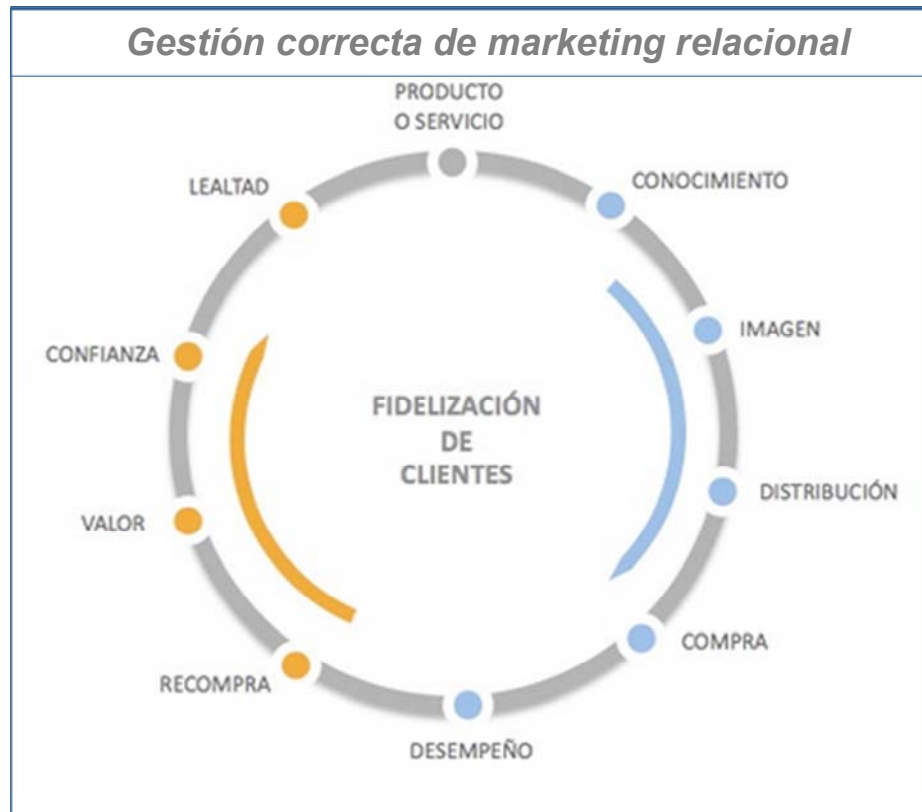 Gestión correcta de marketing relacional
PRODUCTO
O SERVICIO
CONOCIMIENTO
IMAGEN
DISTRIBUCIÓN
COMPRA
DESEMPEÑO
RECOMPRA
VALOR
CONFIANZA
LEALTAD
FIDELIZACIÓN
DE
CLIENTES